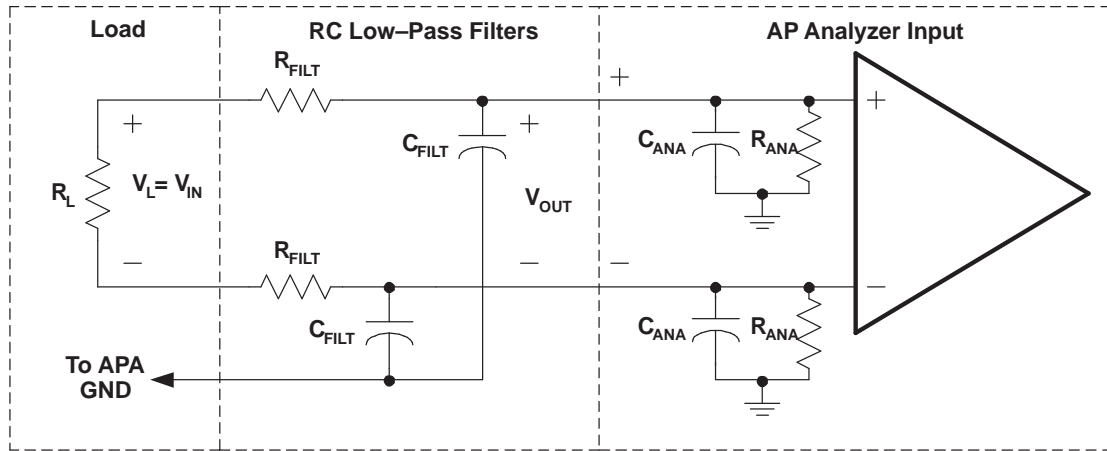 Load
RC Low–Pass Filters
AP Analyzer Input
R_FILT
+
+
C_FILT
+
C_ANA
R_ANA
+
R_L
V_L= V_IN
V_OUT
R_FILT
−
−
−
−
C_FILT
C_ANA
R_ANA
To APA
GND